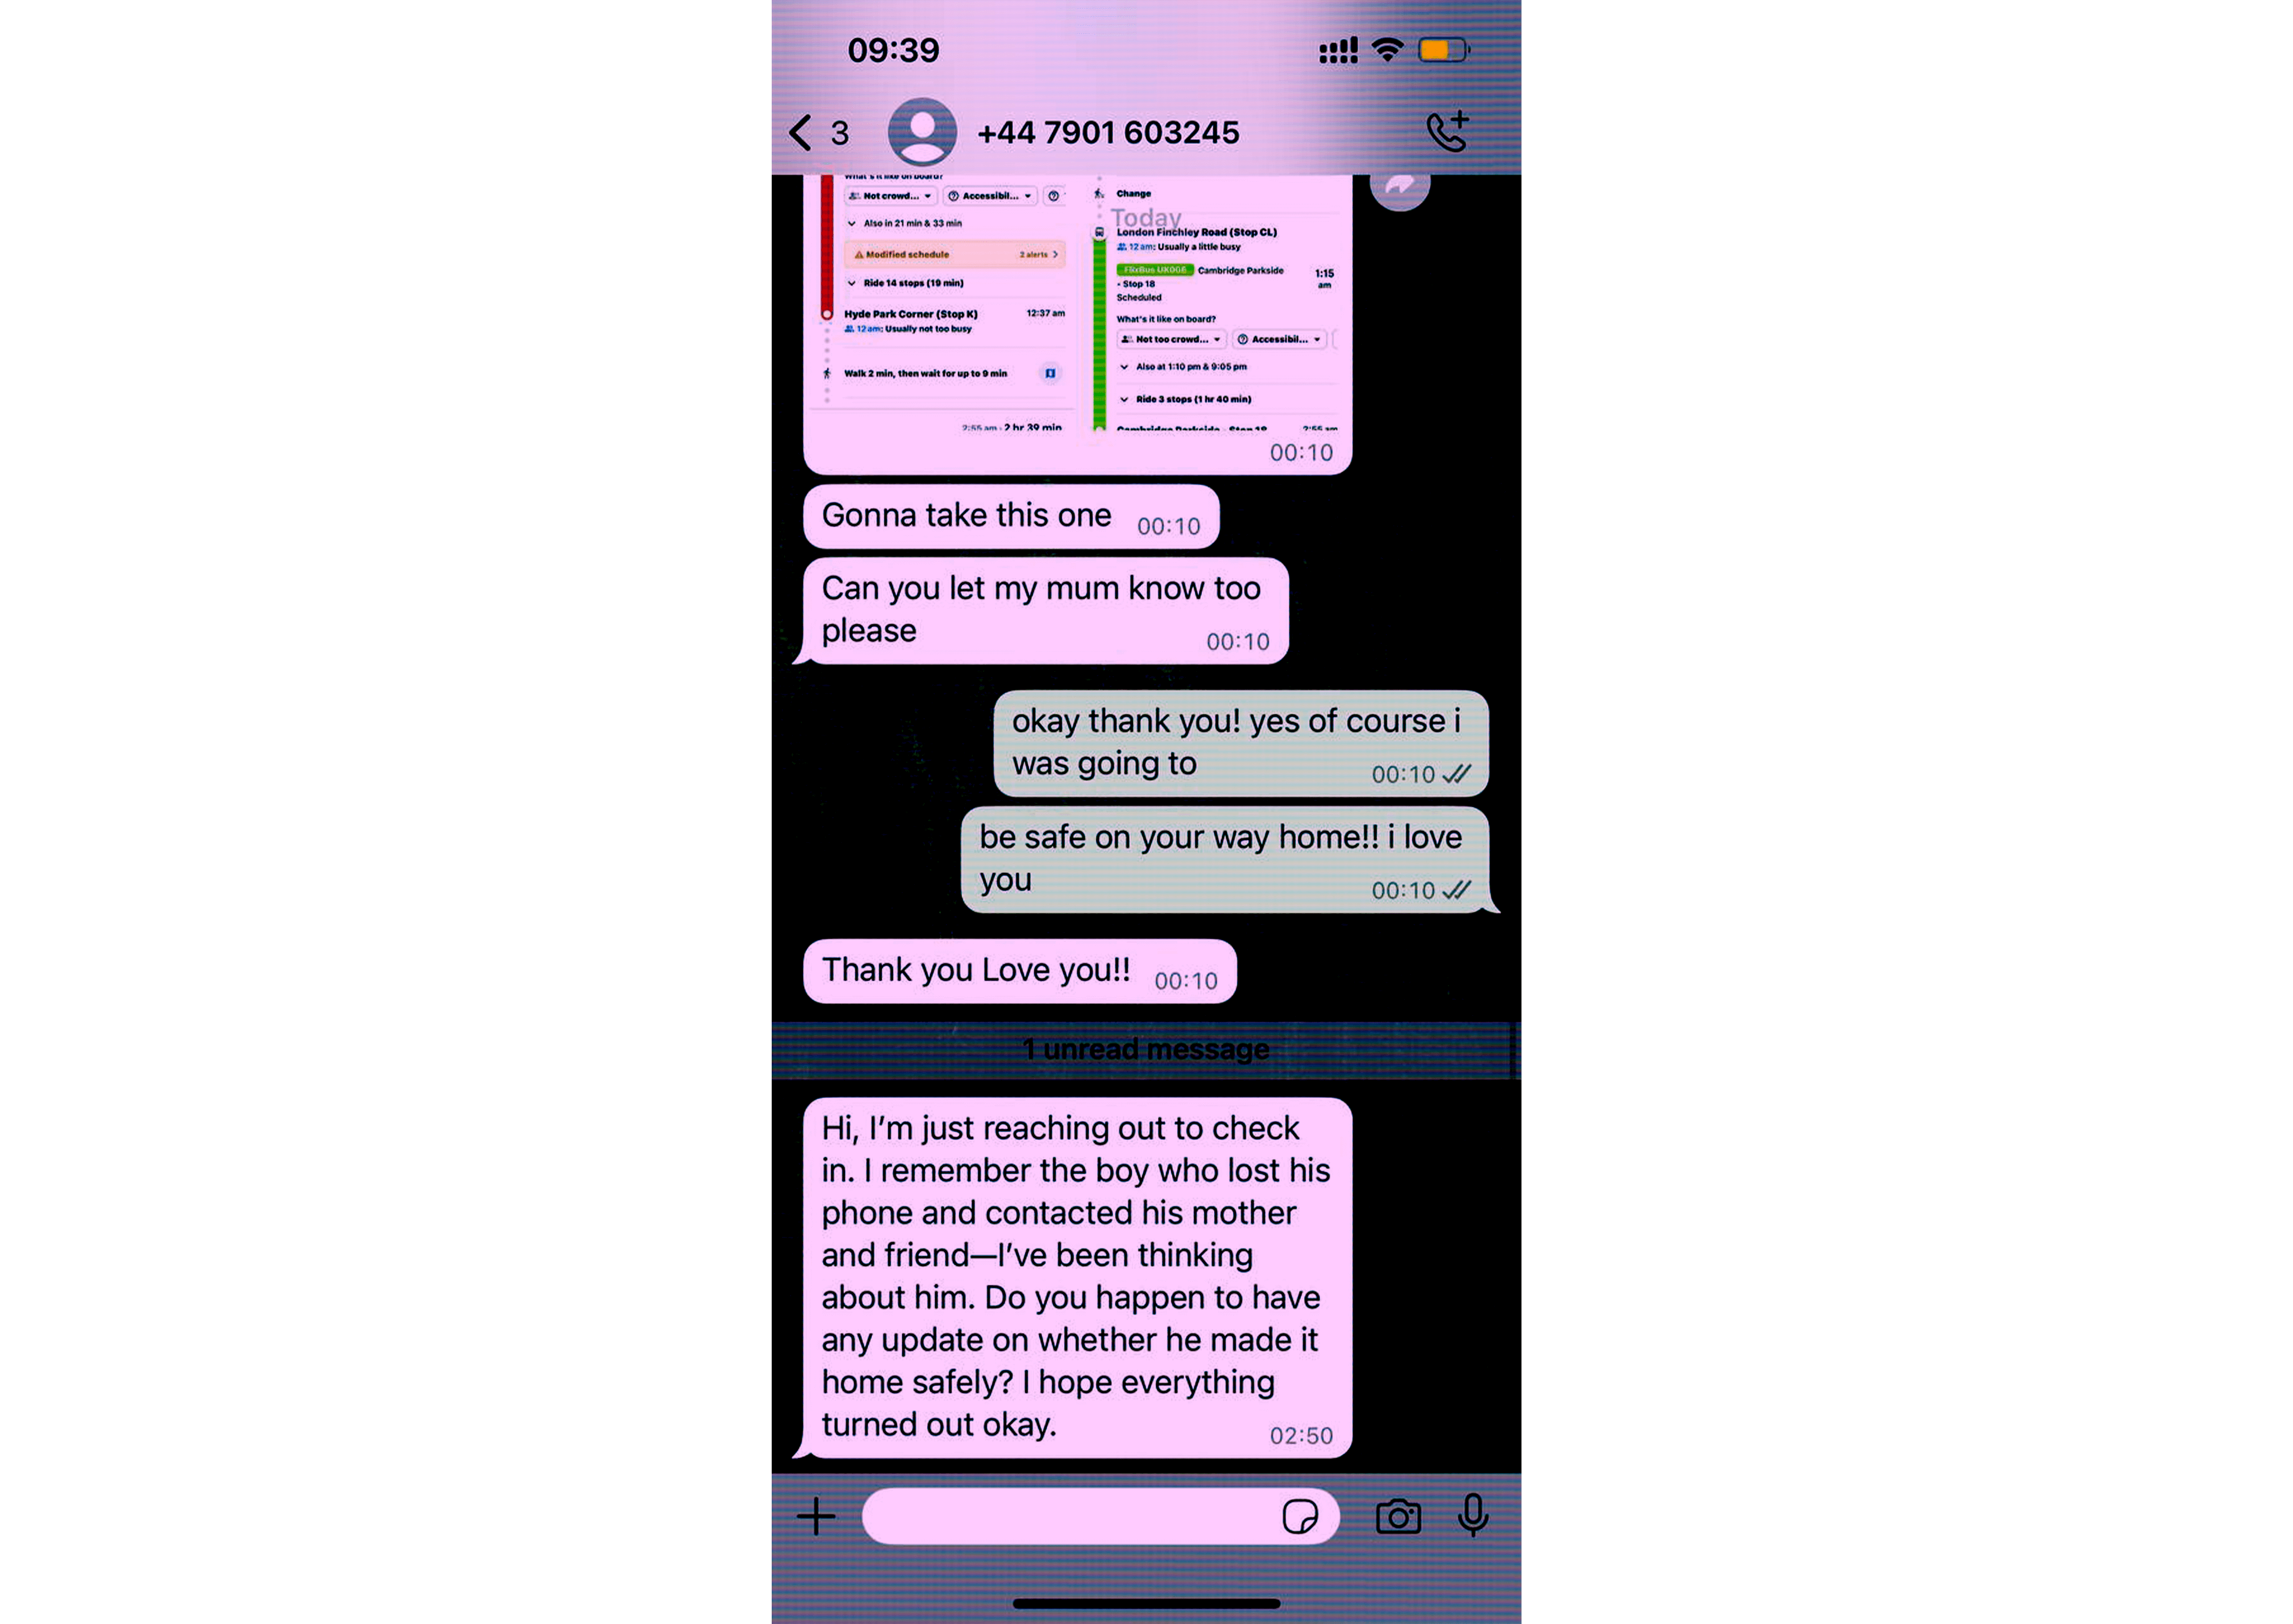 09:39
3
+44 7901 603245
What's it like on board?
Not crowd...
Accessibil...
Also in 21 min & 33 min
Modified schedule
2 alerts
Ride 14 stops (19 min)
Hyde Park Corner (Stop K)
12:37 am
12 am: Usually not too busy
Walk 2 min, then wait for up to 9 min
2:55 am - 2 hr 39 min
Change
Today
London Finchley Road (Stop CL)
12 am: Usually a little busy
FlixBus UK006 Cambridge Parkside
1:15
- Stop 18
am
Scheduled
What's it like on board?
Not too crowd...
Accessibil...
Also at 1:10 pm & 9:05 pm
Ride 3 stops (1 hr 40 min)
Cambridge Parkside - Stop 18
2:55 am
00:10
Gonna take this one
00:10
Can you let my mum know too
please
00:10
okay thank you! yes of course i
was going to
00:10
be safe on your way home!! i love
you
00:10
Thank you Love you!!
00:10
1 unread message
Hi, I’m just reaching out to check
in. I remember the boy who lost his
phone and contacted his mother
and friend—I’ve been thinking
about him. Do you happen to have
any update on whether he made it
home safely? I hope everything
turned out okay.
02:50